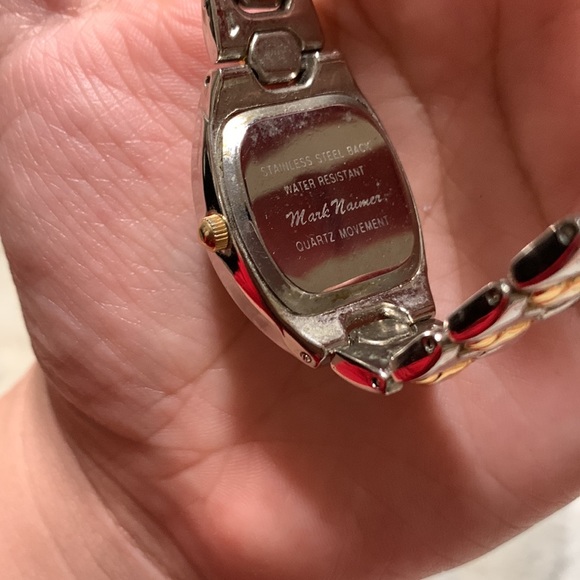 STAINLESS STEEL BACK
WATER RESISTANT
Mark Naimer
QUARTZ MOVEMENT